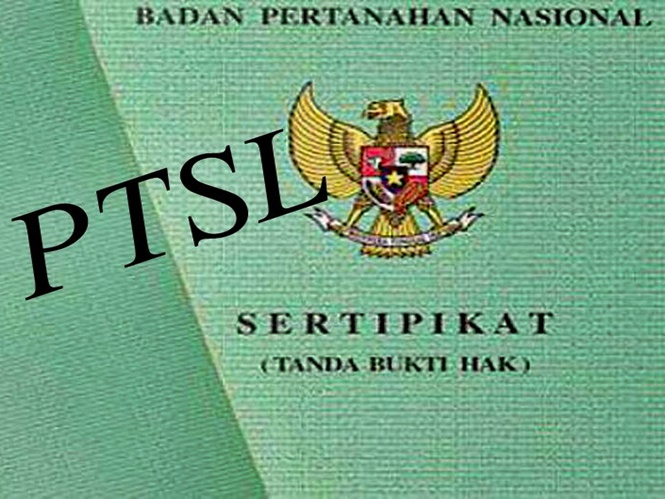 BADAN PERTANAHAN NASIONAL
PTSL
SERTIPIKAT
(TANDA BUKTI HAK)